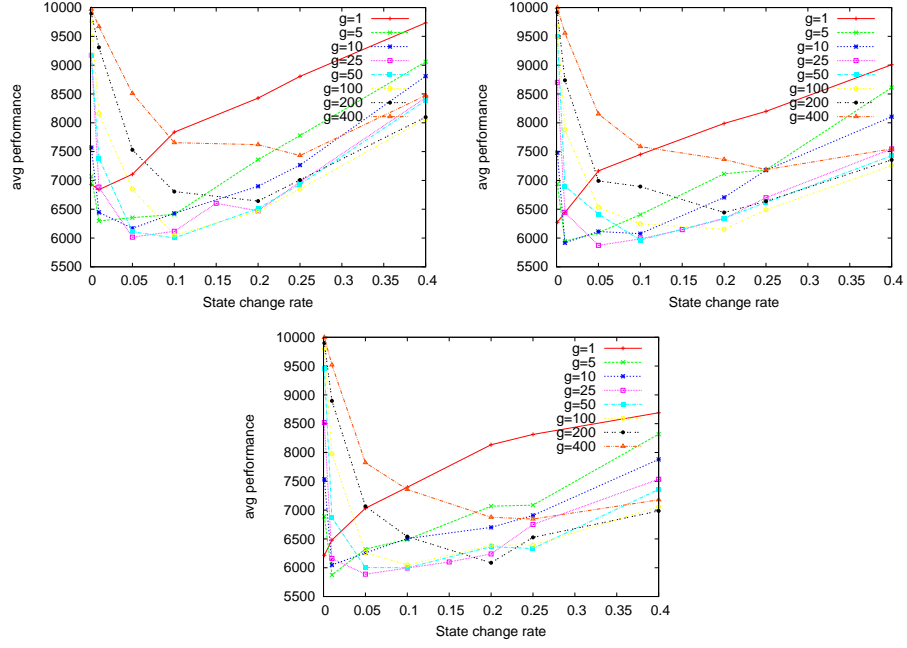 10000
9500
9000
8500
8000
7500
7000
6500
6000
5500
avg performance
0 0.05 0.1 0.15 0.2 0.25 0.3 0.35 0.4
State change rate
g=1
g=5
g=10
g=25
g=50
g=100
g=200
g=400
10000
9500
9000
8500
8000
7500
7000
6500
6000
5500
avg performance
0 0.05 0.1 0.15 0.2 0.25 0.3 0.35 0.4
State change rate
g=1
g=5
g=10
g=25
g=50
g=100
g=200
g=400
10000
9500
9000
8500
8000
7500
7000
6500
6000
5500
avg performance
0 0.05 0.1 0.15 0.2 0.25 0.3 0.35 0.4
State change rate
g=1
g=5
g=10
g=25
g=50
g=100
g=200
g=400